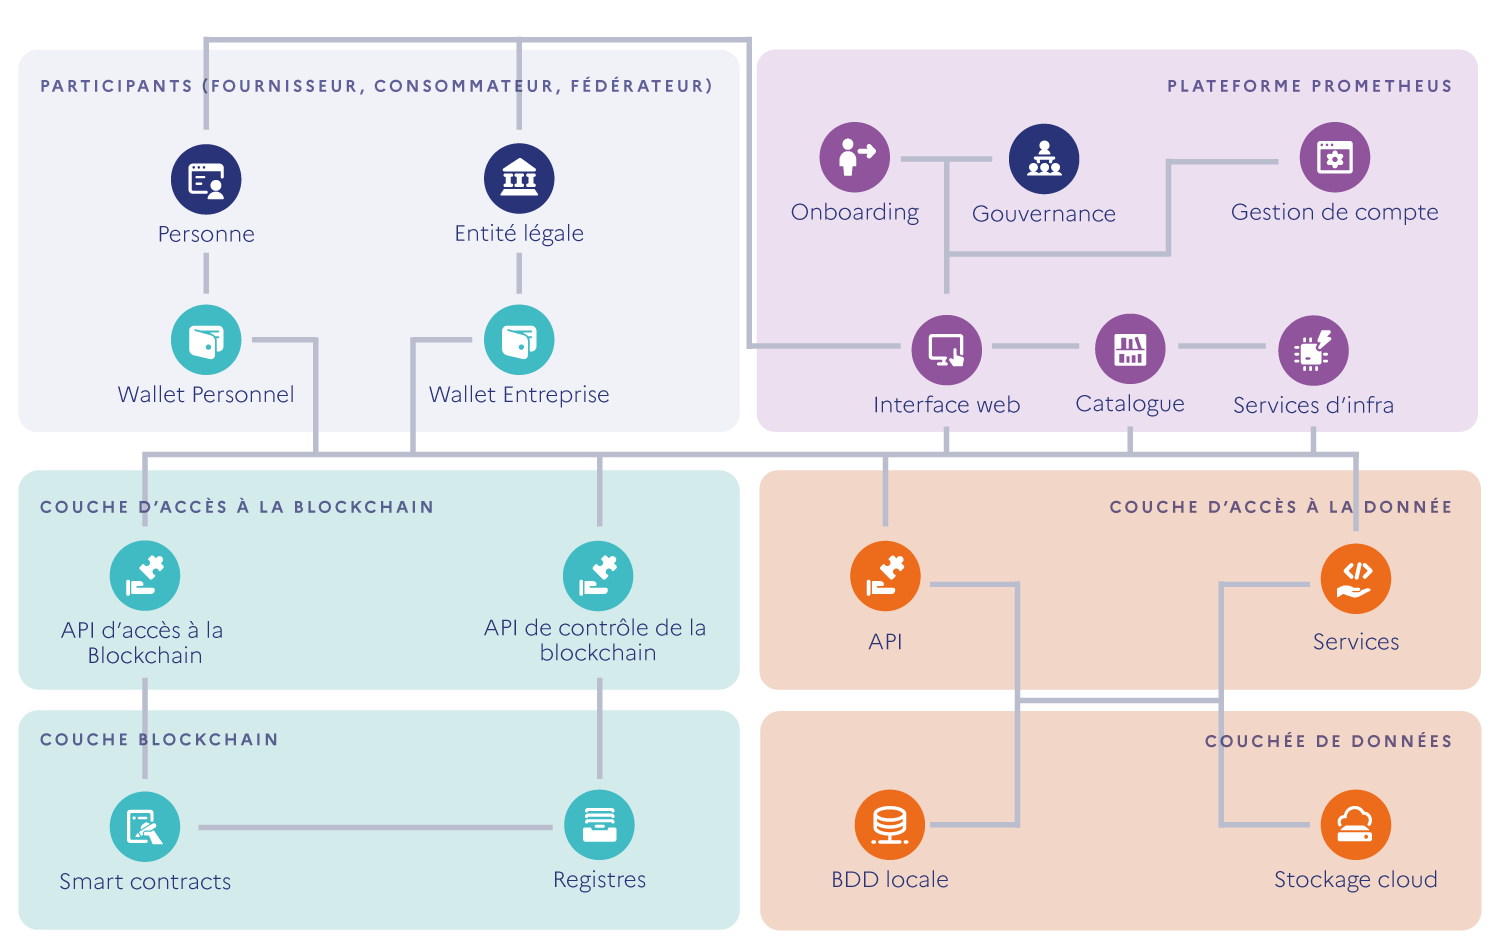 PARTICIPANTS (FOURNISSEUR, CONSOMMATEUR, FÉDÉRATEUR)
Personne
Entité légale
Wallet Personnel
Wallet Entreprise
PLATEFORME PROMETHEUS
Onboarding
Gouvernance
Gestion de compte
Interface web
Catalogue
Services d'infra
COUCHE D'ACCÈS À LA BLOCKCHAIN
API d'accès à la
Blockchain
API de contrôle de la
blockchain
COUCHE D'ACCÈS À LA DONNÉE
API
Services
COUCHE BLOCKCHAIN
Smart contracts
Registres
COUCHÉE DE DONNÉES
BDD locale
Stockage cloud